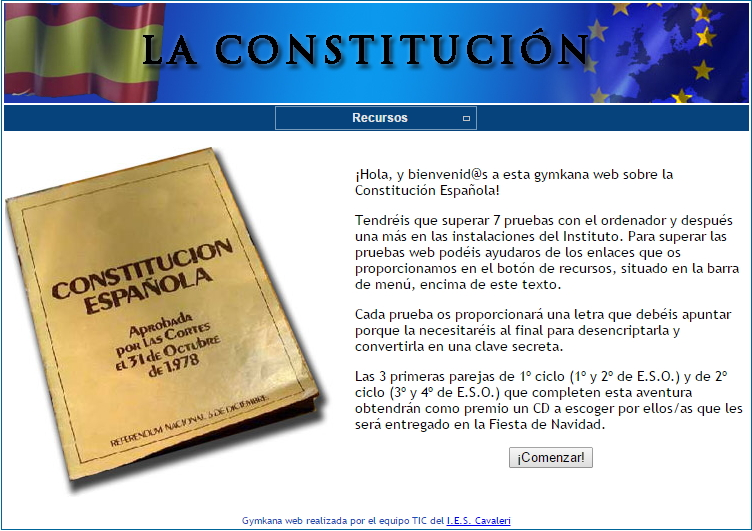 LA CONSTITUCIÓN
Recursos
CONSTITUCION
ESPAÑOLA
APROBADA
POR LAS CORTES
EL 31 DE OCTUBRE
DE 1.978
REFERENDUM NACIONAL 6 DE DICIEMBRE
¡Hola, y bienvenid@s a esta gymkana web sobre la
Constitución Española!
Tendréis que superar 7 pruebas con el ordenador y después
una más en las instalaciones del Instituto. Para superar las
pruebas web podéis ayudaros de los enlaces que os
proporcionamos en el botón de recursos, situado en la barra
de menú, encima de este texto.
Cada prueba os proporcionará una letra que debéis apuntar
porque la necesitaréis al final para desencriptarla y
convertirla en una clave secreta.
Las 3 primeras parejas de 1º ciclo (1º y 2º de E.S.O.) y de 2º
ciclo (3º y 4º de E.S.O.) que completen esta aventura
obtendrán como premio un CD a escoger por ellos/as que les
será entregado en la Fiesta de Navidad.
¡Comenzar!
Gymkana web realizada por el equipo TIC del I.E.S. Cavaleri